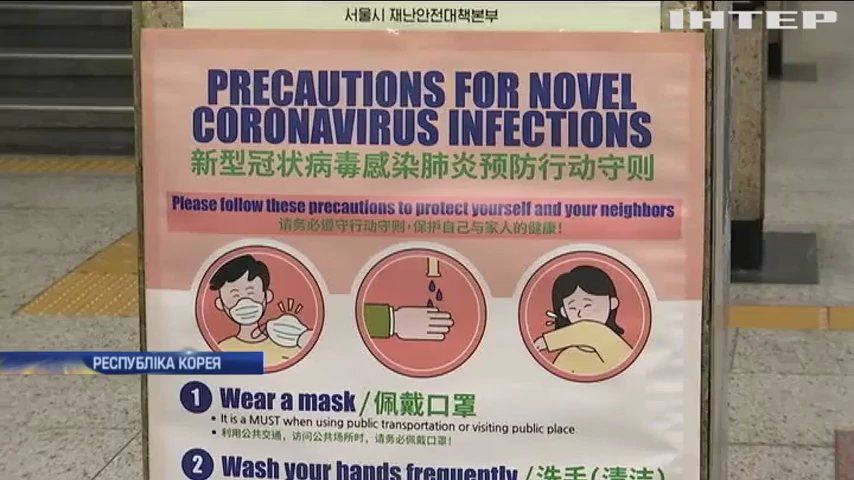 서울시 재난안전대책본부
ІНТЕР
PRECAUTIONS FOR NOVEL
CORONAVIRUS INFECTIONS
新型冠状病毒感染肺炎预防行动守则
Please follow these precautions to protect yourself and your neighbors
请务必遵守行动守则,保护自己与家人的健康!
РЕСПУБЛІКА КОРЕЯ
1 Wear a mask/佩戴口罩
• It is a MUST when using public transportation or visiting public place
• 利用公共交通，访问公共场所时，请务必佩戴口罩!
2 Wash your hands frequently/洗手(清洁)